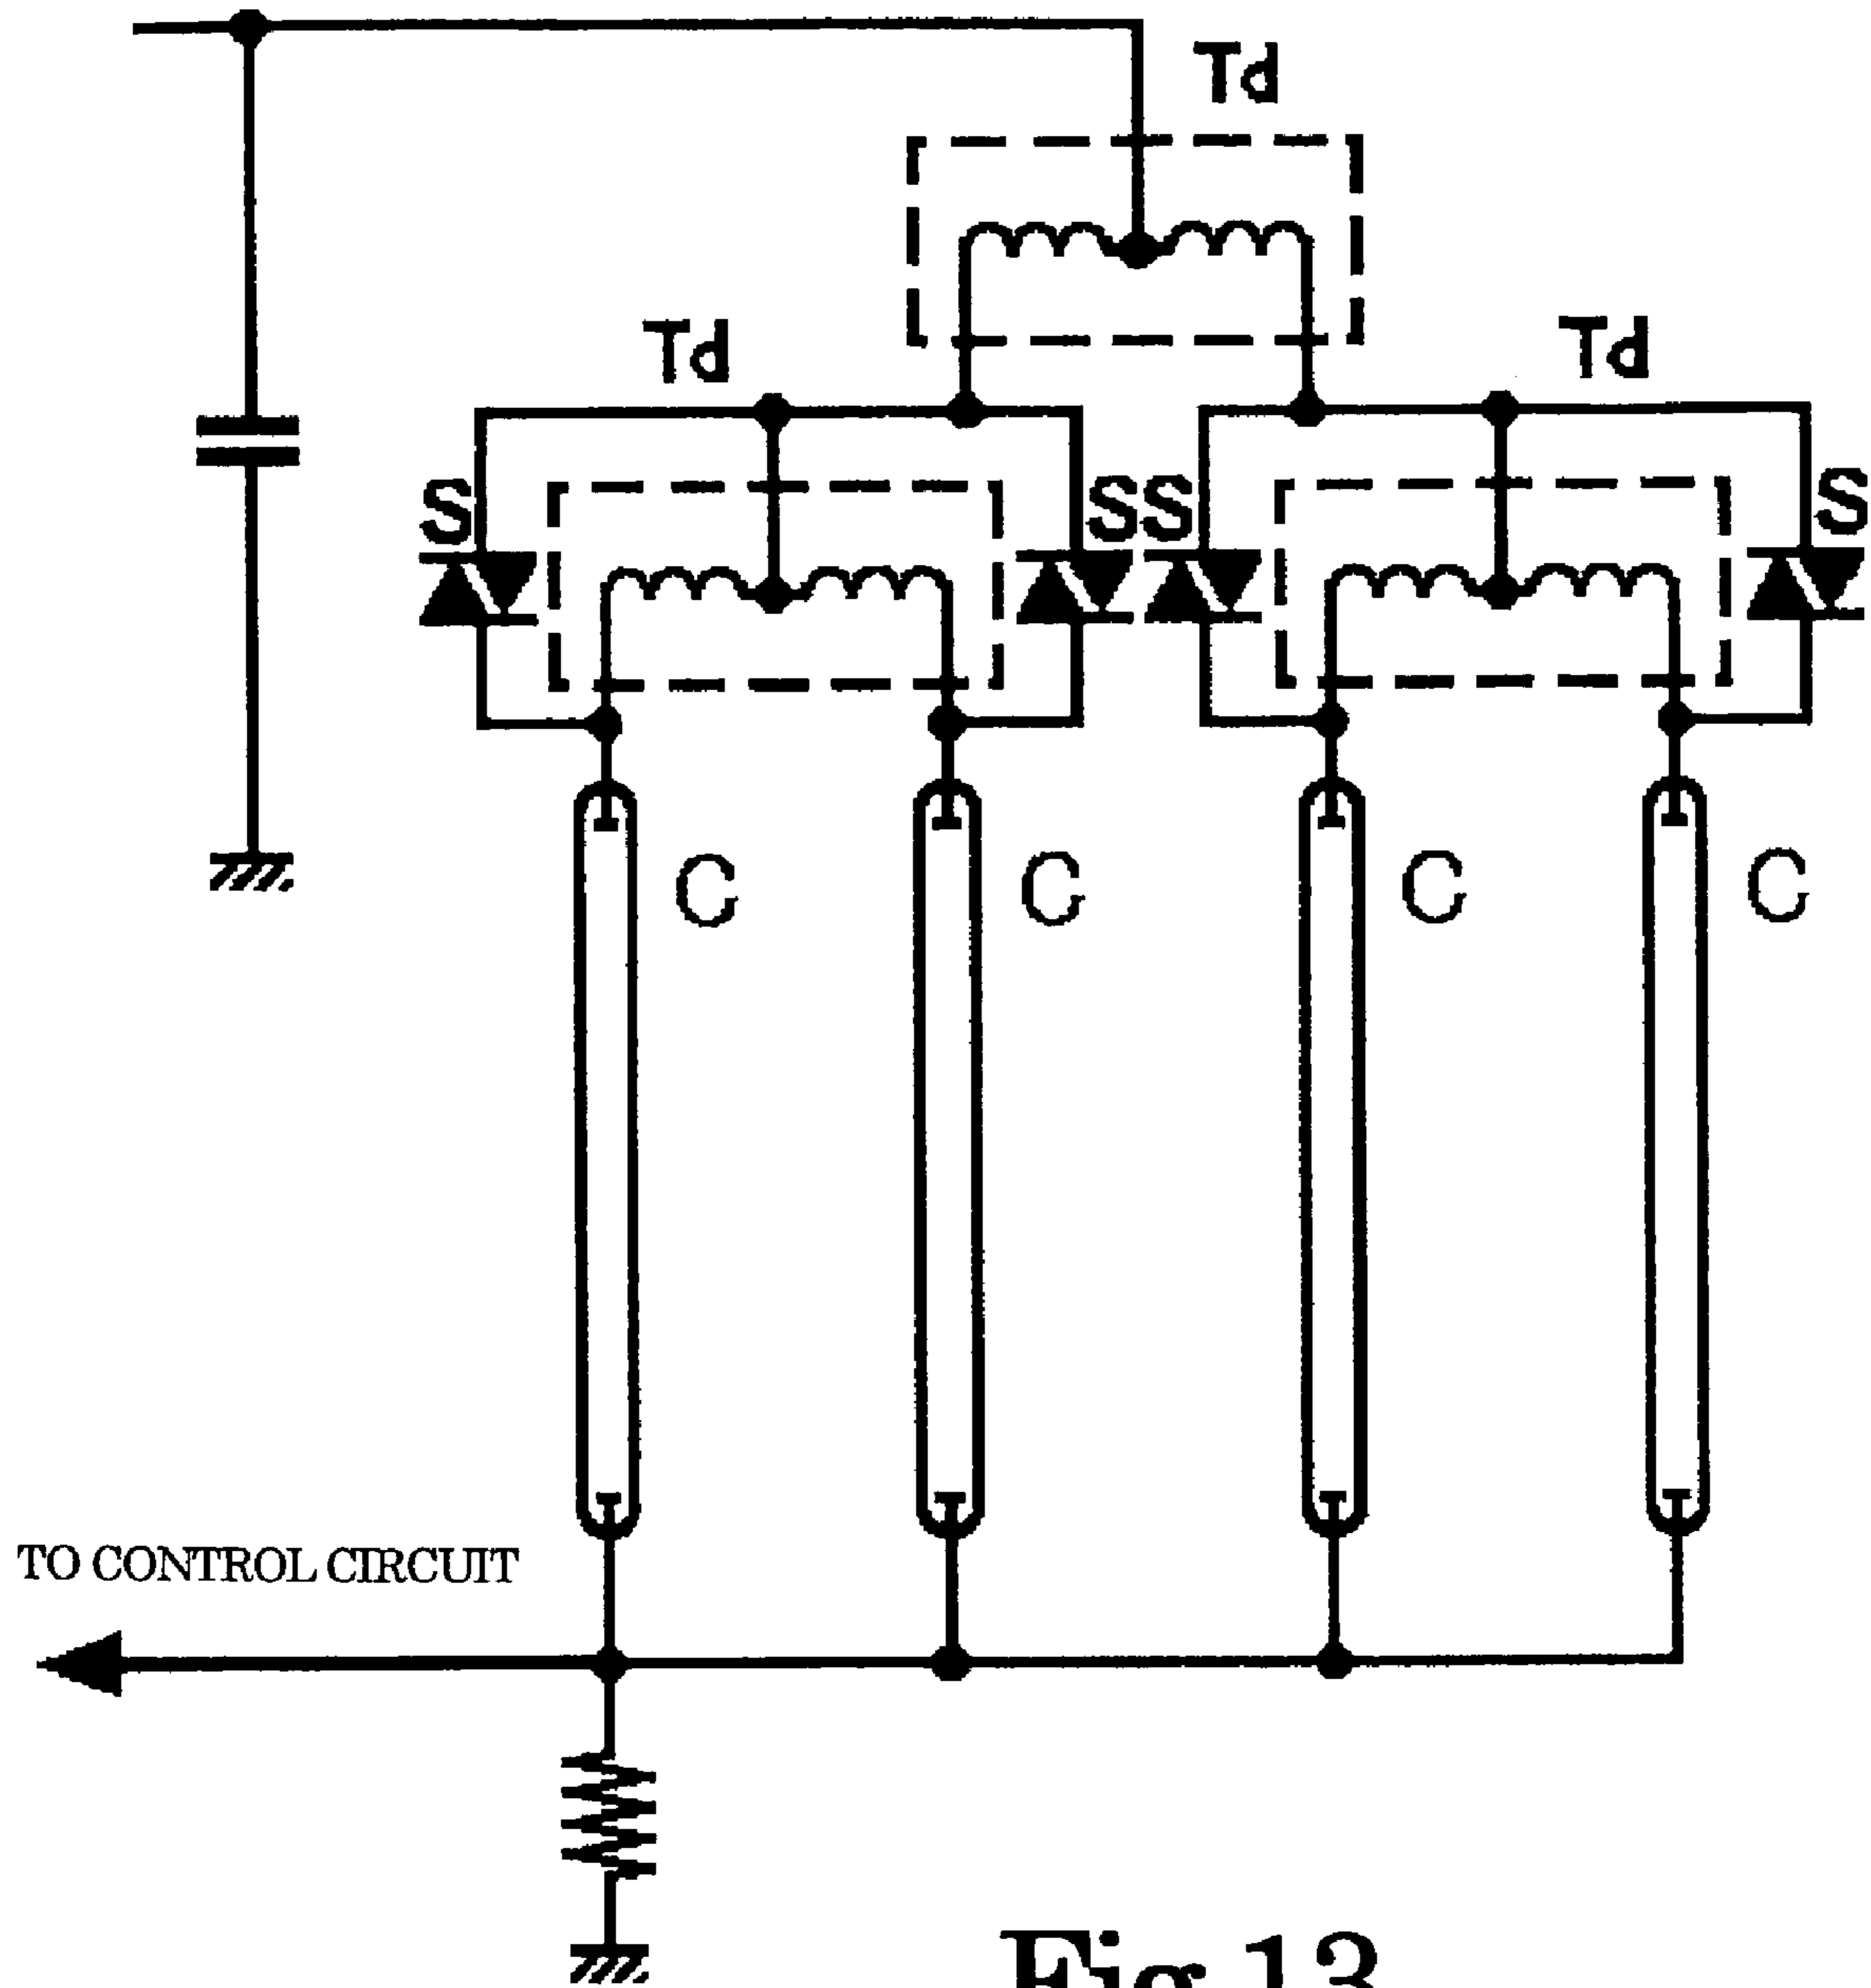 Td
Td
Td
S
SS
S
C
C
C
C
TO CONTROL CIRCUIT
Fig.13